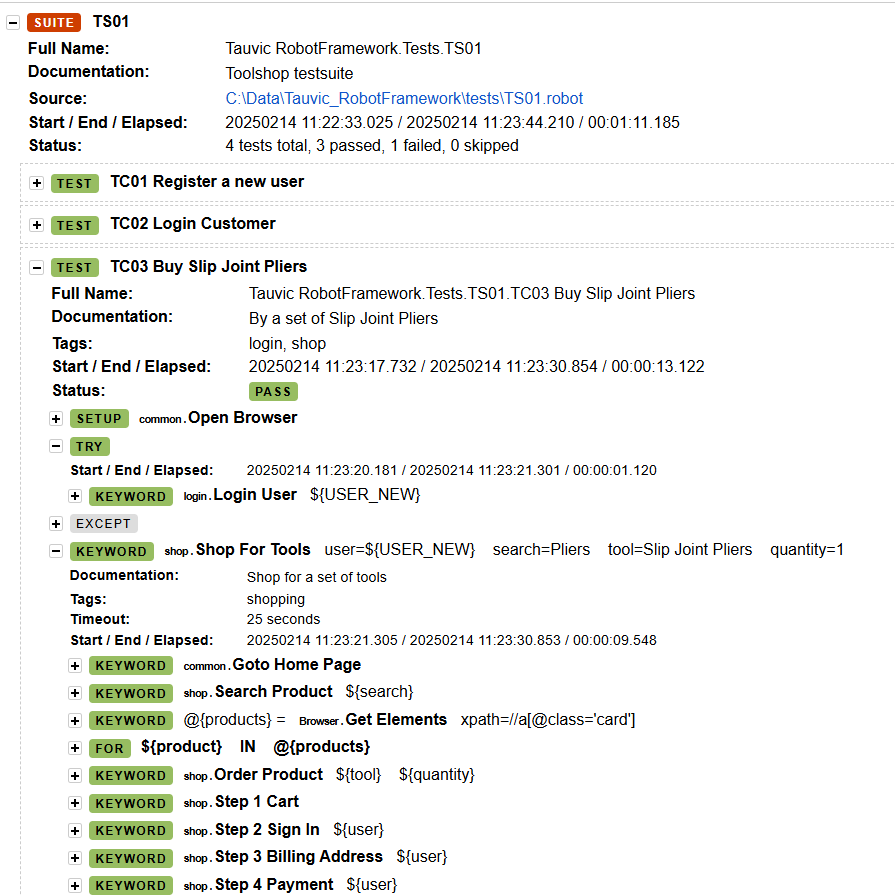 SUITE TS01
Full Name: Tauvic RobotFramework.Tests.TS01
Documentation: Toolshop testsuite
Source: C:\Data\Tauvic_RobotFramework\tests\TS01.robot
Start / End / Elapsed: 20250214 11:22:33.025 / 20250214 11:23:44.210 / 00:01:11.185
Status: 4 tests total, 3 passed, 1 failed, 0 skipped
TEST TC01 Register a new user
TEST TC02 Login Customer
TEST TC03 Buy Slip Joint Pliers
Full Name: Tauvic RobotFramework.Tests.TS01.TC03 Buy Slip Joint Pliers
Documentation: By a set of Slip Joint Pliers
Tags: login, shop
Start / End / Elapsed: 20250214 11:23:17.732 / 20250214 11:23:30.854 / 00:00:13.122
Status: PASS
SETUP common.Open Browser
TRY
Start / End / Elapsed: 20250214 11:23:20.181 / 20250214 11:23:21.301 / 00:00:01.120
KEYWORD login.Login User ${USER_NEW}
EXCEPT
KEYWORD shop.Shop For Tools user=${USER_NEW} search=Pliers tool=Slip Joint Pliers quantity=1
Documentation: Shop for a set of tools
Tags: shopping
Timeout: 25 seconds
Start / End / Elapsed: 20250214 11:23:21.305 / 20250214 11:23:30.853 / 00:00:09.548
KEYWORD common.Goto Home Page
KEYWORD shop.Search Product ${search}
KEYWORD @{products} = Browser.Get Elements xpath=//a[@class='card']
FOR ${product} IN @{products}
KEYWORD shop.Order Product ${tool} ${quantity}
KEYWORD shop.Step 1 Cart
KEYWORD shop.Step 2 Sign In ${user}
KEYWORD shop.Step 3 Billing Address ${user}
KEYWORD shop.Step 4 Payment ${user}